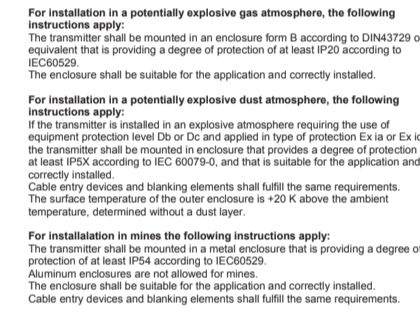 For installation in a potentially explosive gas atmosphere, the following
instructions apply:
The transmitter shall be mounted in an enclosure form B according to DIN43729 o
equivalent that is providing a degree of protection of at least IP20 according to
IEC60529.
The enclosure shall be suitable for the application and correctly installed.
For installation in a potentially explosive dust atmosphere, the following
instructions apply:
If the transmitter is installed in an explosive atmosphere requiring the use of
equipment protection level Db or Dc and applied in type of protection Ex ia or Ex ic
the transmitter shall be mounted in enclosure that provides a degree of protection
at least IP5X according to IEC 60079-0, and that is suitable for the application and
correctly installed.
Cable entry devices and blanking elements shall fulfill the same requirements.
The surface temperature of the outer enclosure is +20 K above the ambient
temperature, determined without a dust layer.
For installalation in mines the following instructions apply:
The transmitter shall be mounted in a metal enclosure that is providing a degree o
protection of at least IP54 according to IEC60529.
Aluminum enclosures are not allowed for mines.
The enclosure shall be suitable for the application and correctly installed.
Cable entry devices and blanking elements shall fulfill the same requirements.